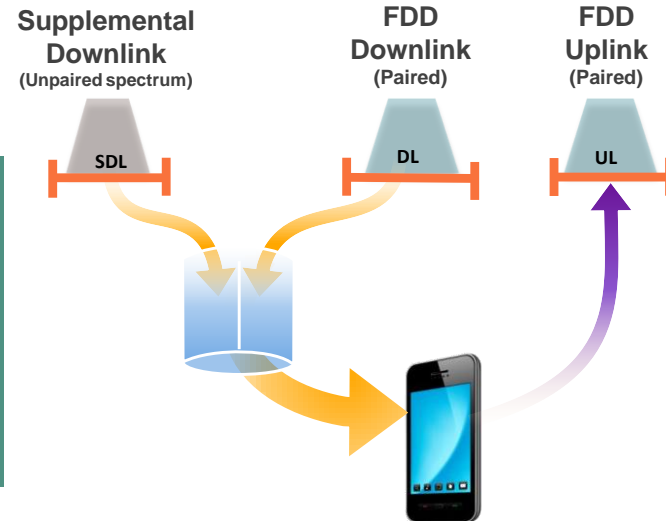 Supplemental
Downlink
(Unpaired spectrum)
FDD
Downlink
(Paired)
FDD
Uplink
(Paired)
SDL
DL
UL